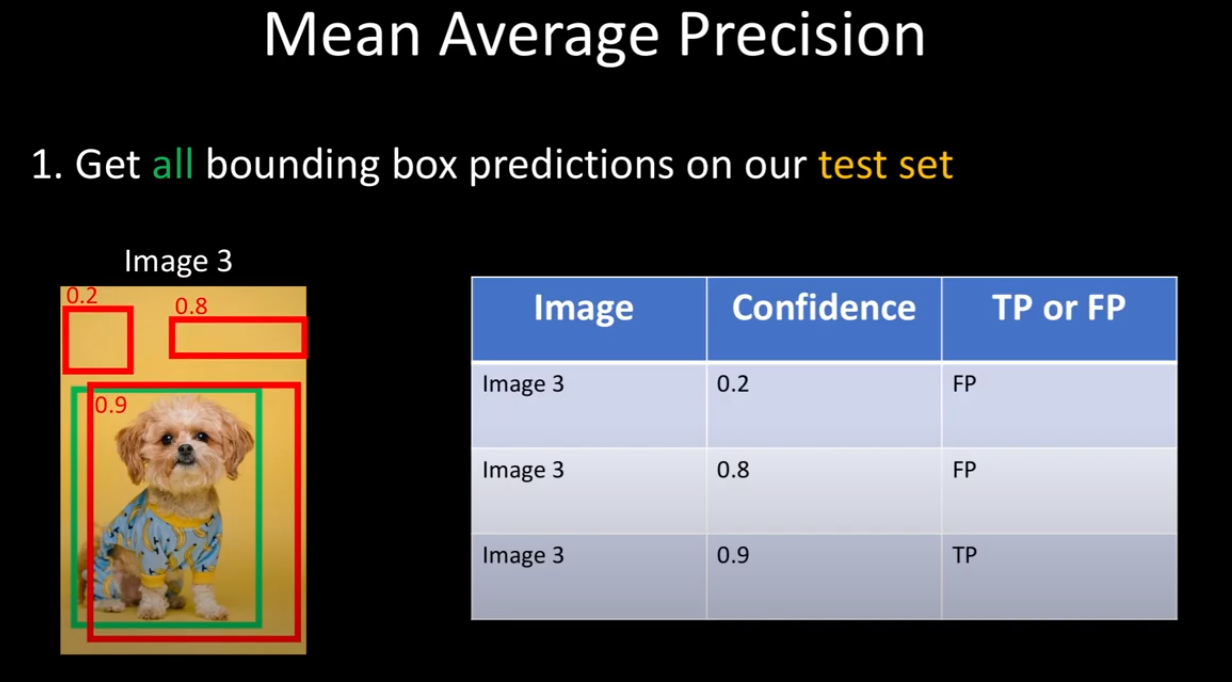 Mean Average Precision
1. Get all bounding box predictions on our test set
Image 3
0.2
0.8
0.9
Image Confidence TP or FP
Image 3 0.2 FP
Image 3 0.8 FP
Image 3 0.9 TP